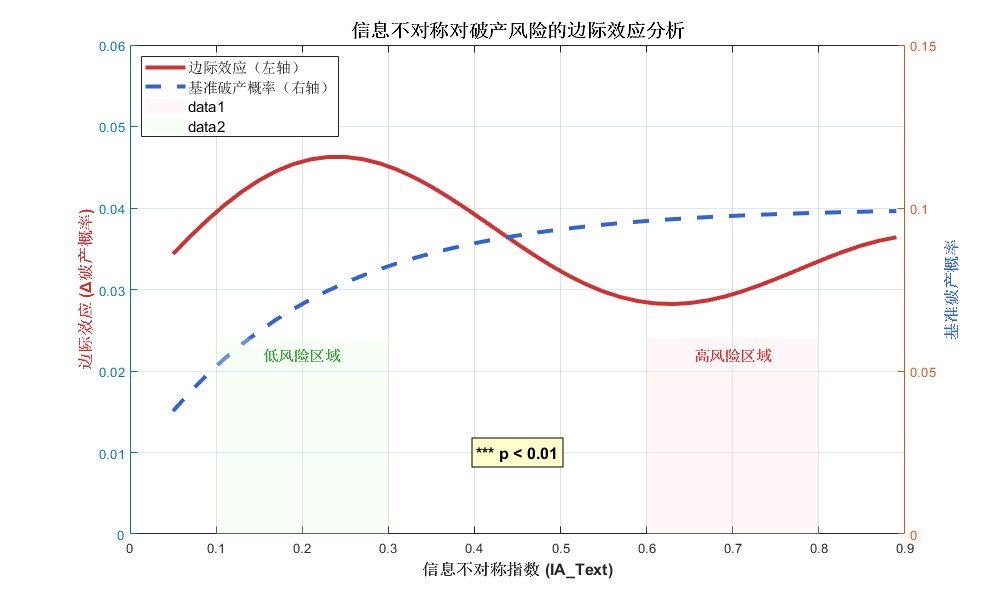 信息不对称对破产风险的边际效应分析
0.06
0.05
0.04
0.03
0.02
0.01
0
边际效应 (Δ破产概率)
边际效应（左轴）
基准破产概率（右轴）
data1
data2
低风险区域
高风险区域
*** p < 0.01
0.15
0.1
0.05
0
基准破产概率
0 0.1 0.2 0.3 0.4 0.5 0.6 0.7 0.8 0.9
信息不对称指数 (IA_Text)